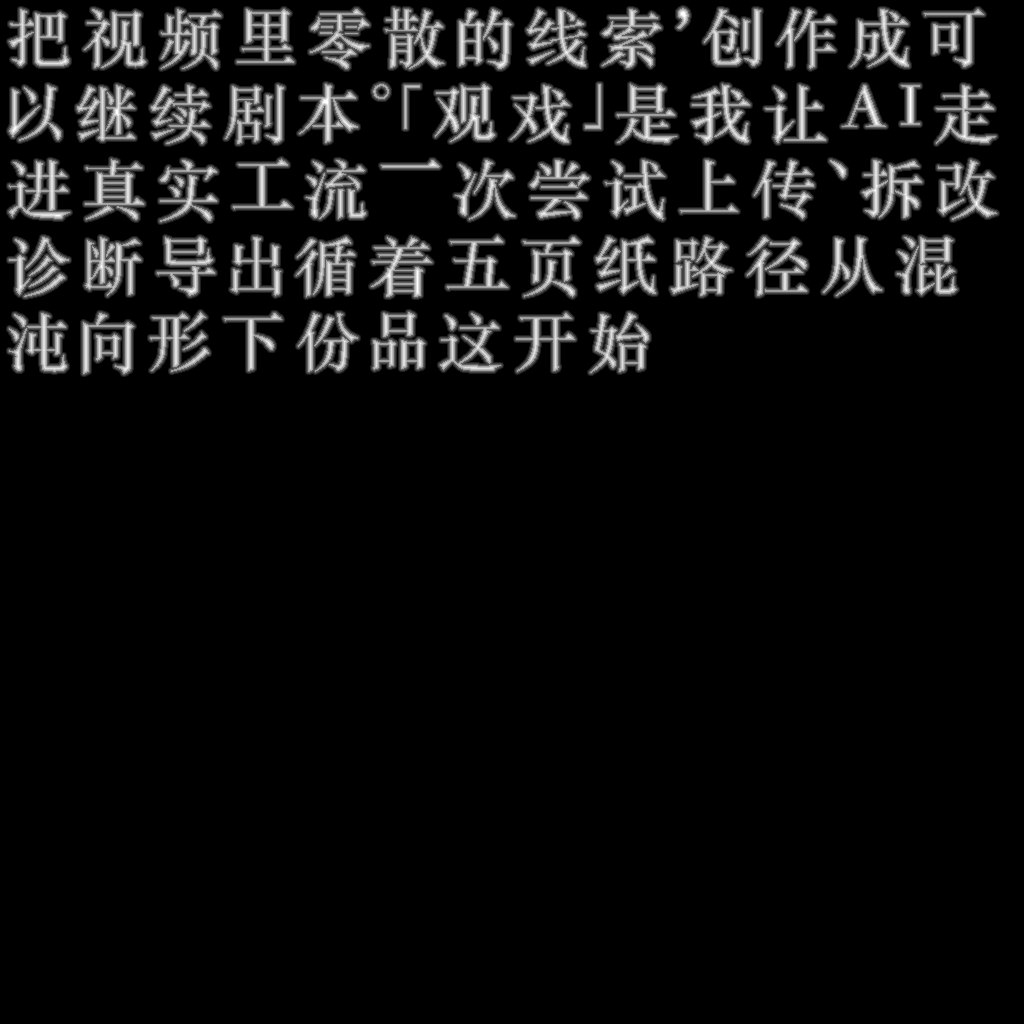 把视频里零散的线索，创作成可
以继续剧本。「观戏」是我让AI走
进真实工流一次尝试上传、拆改
诊断导出循着五页纸路径从混
沌向形下份品这开始